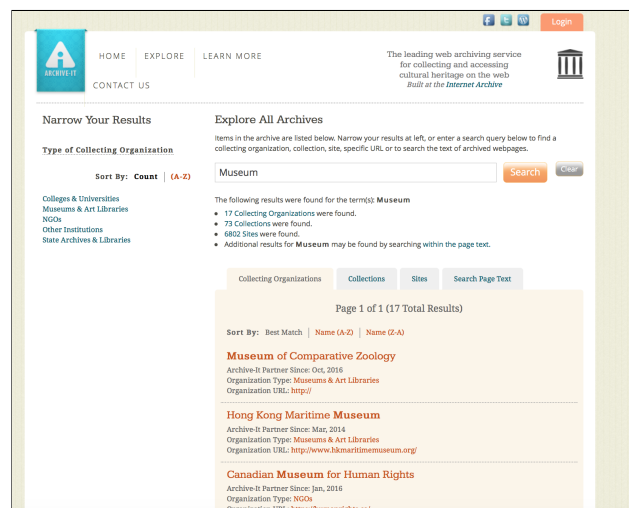 Login
ARCHIVE-IT
HOME
EXPLORE
LEARN MORE
CONTACT US
The leading web archiving service
for collecting and accessing
cultural heritage on the web
Built at the Internet Archive
Narrow Your Results
Type of Collecting Organization
Sort By: Count | (A-Z)
Colleges & Universities
Museums & Art Libraries
NGOs
Other Institutions
State Archives & Libraries
Explore All Archives
Items in the archive are listed below. Narrow your results at left, or enter a search query below to find a
collecting organization, collection, site, specific URL or to search the text of archived webpages.
Museum
Search
Clear
The following results were found for the term(s): Museum
17 Collecting Organizations were found.
73 Collections were found.
6802 Sites were found.
Additional results for Museum may be found by searching within the page text.
Collecting Organizations
Collections
Sites
Search Page Text
Page 1 of 1 (17 Total Results)
Sort By: Best Match | Name (A-Z) | Name (Z-A)
Museum of Comparative Zoology
Archive-It Partner Since: Oct, 2016
Organization Type: Museums & Art Libraries
Organization URL: http://
Hong Kong Maritime Museum
Archive-It Partner Since: Mar, 2014
Organization Type: Museums & Art Libraries
Organization URL: http://www.hkmaritimemuseum.org/
Canadian Museum for Human Rights
Archive-It Partner Since: Jan, 2016
Organization Type: NGOs